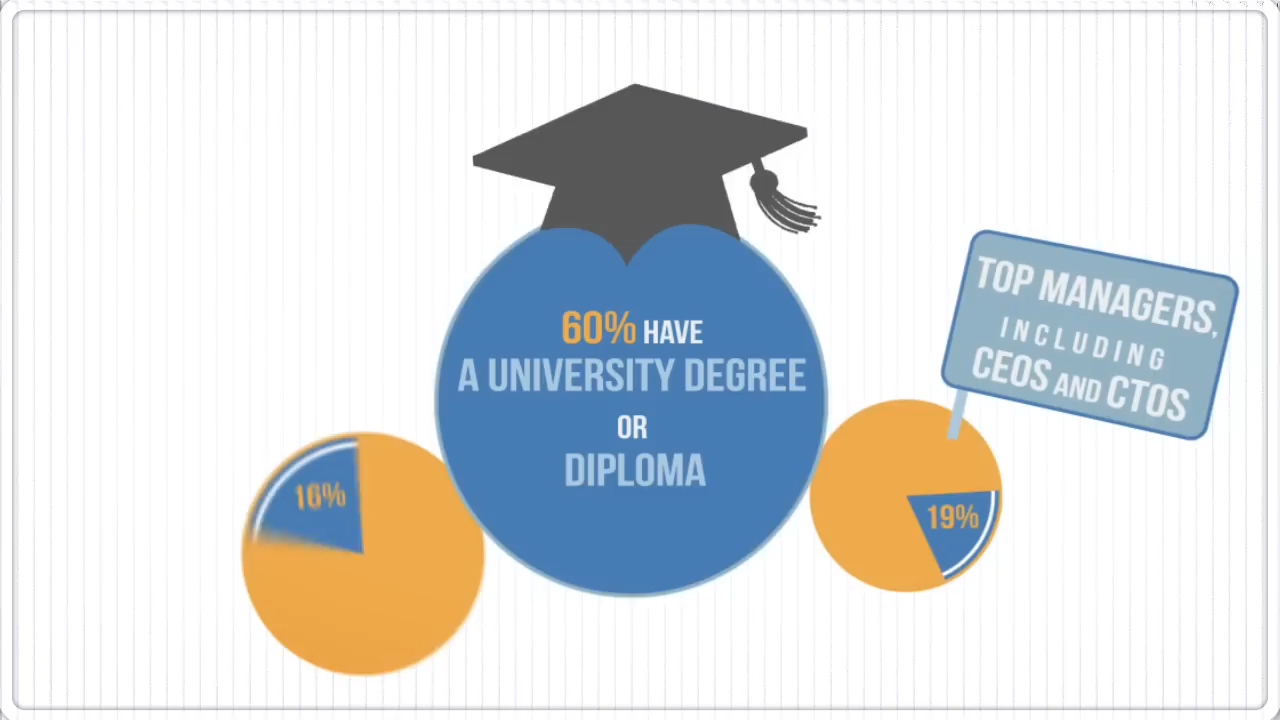 60% HAVE
A UNIVERSITY DEGREE
OR
DIPLOMA
16%
TOP MANAGERS,
INCLUDING
CEOS AND CTOS
19%